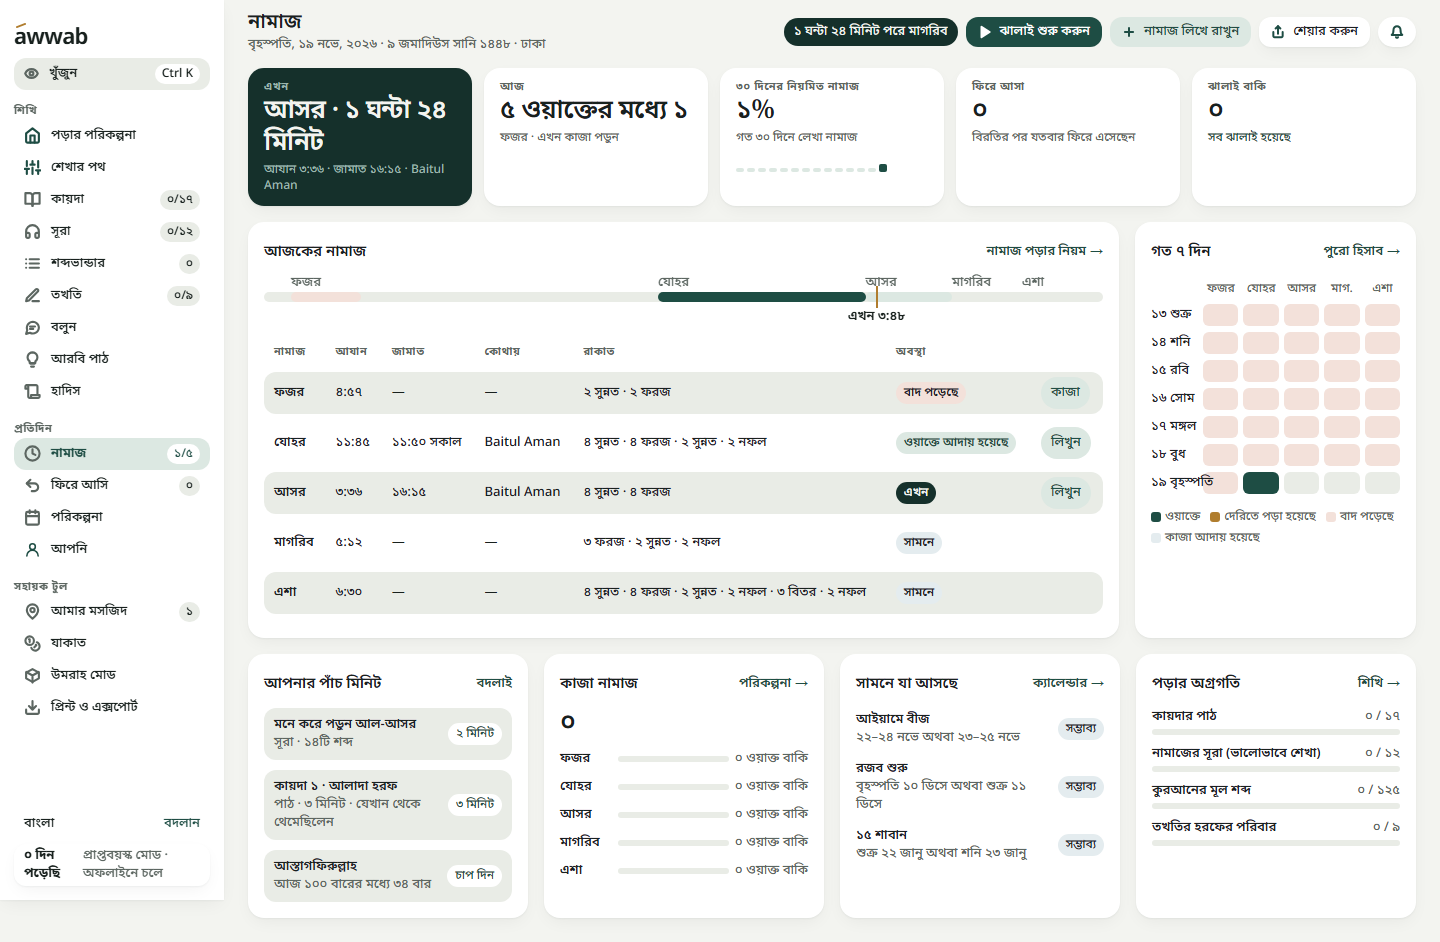 awwab
খুঁজুন Ctrl K
শিখি
পড়ার পরিকল্পনা
শেখার পথ
কায়দা ০/১৭
সূরা ০/১২
শব্দভান্ডার ০
তখতি ০/৯
বলুন
আরবি পাঠ
হাদিস
প্রতিদিন
নামাজ ১/৫
ফিরে আসি ০
পরিকল্পনা
আপনি
সহায়ক টুল
আমার মসজিদ ১
যাকাত
উমরাহ মোড
প্রিন্ট ও এক্সপোর্ট
বাংলা বদলান
০ দিন পড়েছি
প্রাপ্তবয়স্ক মোড · অফলাইনে চলে
নামাজ
বৃহস্পতি, ১৯ নভে, ২০২৬ · ৯ জমাদিউস সানি ১৪৪৮ · ঢাকা
১ ঘন্টা ২৪ মিনিট পরে মাগরিব
ঝালাই শুরু করুন
নামাজ লিখে রাখুন
শেয়ার করুন
এখন
আসর · ১ ঘন্টা ২৪
মিনিট
আযান ৩:৩৬ · জামাত ১৬:১৫ · Baitul
Aman
আজ
৫ ওয়াক্তের মধ্যে ১
ফজর · এখন কাজা পড়ুন
৩০ দিনের নিয়মিত নামাজ
১%
গত ৩০ দিনে লেখা নামাজ
ফিরে আসা
০
বিরতির পর যতবার ফিরে এসেছেন
ঝালাই বাকি
০
সব ঝালাই হয়েছে
আজকের নামাজ নামাজ পড়ার নিয়ম →
ফজর যোহর আসর মাগরিব এশা
এখন ৩:৪৮
নামাজ আযান জামাত কোথায় রাকাত অবস্থা
ফজর ৪:৫৭ — — ২ সুন্নত · ২ ফরজ বাদ পড়েছে কাজা
যোহর ১১:৪৫ ১১:৫০ সকাল Baitul Aman ৪ সুন্নত · ৪ ফরজ · ২ সুন্নত · ২ নফল ওয়াক্তে আদায় হয়েছে লিখুন
আসর ৩:৩৬ ১৬:১৫ Baitul Aman ৪ সুন্নত · ৪ ফরজ এখন লিখুন
মাগরিব ৫:১২ — — ৩ ফরজ · ২ সুন্নত · ২ নফল সামনে
এশা ৬:৩০ — — ৪ সুন্নত · ৪ ফরজ · ২ সুন্নত · ২ নফল · ৩ বিতর · ২ নফল সামনে
গত ৭ দিন পুরো হিসাব →
ফজর যোহর আসর মাগ. এশা
১৩ শুক্র
১৪ শনি
১৫ রবি
১৬ সোম
১৭ মঙ্গল
১৮ বুধ
১৯ বৃহস্পতি
ওয়াক্তে দেরিতে পড়া হয়েছে বাদ পড়েছে
কাজা আদায় হয়েছে
আপনার পাঁচ মিনিট বদলাই
মনে করে পড়ুন আল-আসর
সূরা · ১৪টি শব্দ
২ মিনিট
কায়দা ১ · আলাদা হরফ
পাঠ · ৩ মিনিট · যেখান থেকে
থেমেছিলেন
৩ মিনিট
আস্তাগফিরুল্লাহ
আজ ১০০ বারের মধ্যে ৩৪ বার
চাপ দিন
কাজা নামাজ পরিকল্পনা →
০
ফজর ০ ওয়াক্ত বাকি
যোহর ০ ওয়াক্ত বাকি
আসর ০ ওয়াক্ত বাকি
মাগরিব ০ ওয়াক্ত বাকি
এশা ০ ওয়াক্ত বাকি
সামনে যা আসছে ক্যালেন্ডার →
আইয়ামে বীজ
২২–২৪ নভে অথবা ২৩–২৫ নভে
সম্ভাব্য
রজব শুরু
বৃহস্পতি ১০ ডিসে অথবা শুক্র ১১
ডিসে
সম্ভাব্য
১৫ শাবান
শুক্র ২২ জানু অথবা শনি ২৩ জানু
সম্ভাব্য
পড়ার অগ্রগতি শিখি →
কায়দার পাঠ ০ / ১৭
নামাজের সূরা (ভালোভাবে শেখা) ০ / ১২
কুরআনের মূল শব্দ ০ / ১২৫
তখতির হরফের পরিবার ০ / ৯